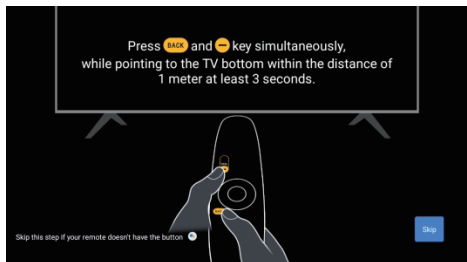 Press BACK and − key simultaneously,
while pointing to the TV bottom within the distance of
1 meter at least 3 seconds.
Skip this step if your remote doesn't have the button
Skip